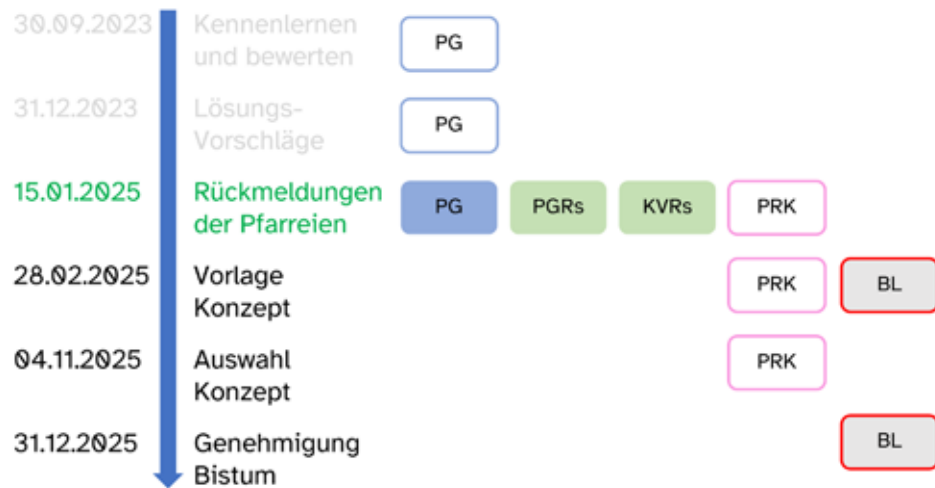 30.09.2023 Kennenlernen
und bewerten
PG
31.12.2023 Lösungs-
Vorschläge
PG
15.01.2025 Rückmeldungen
der Pfarreien
PG PGRs KVRs PRK
28.02.2025 Vorlage
Konzept
PRK BL
04.11.2025 Auswahl
Konzept
PRK
31.12.2025 Genehmigung
Bistum
BL